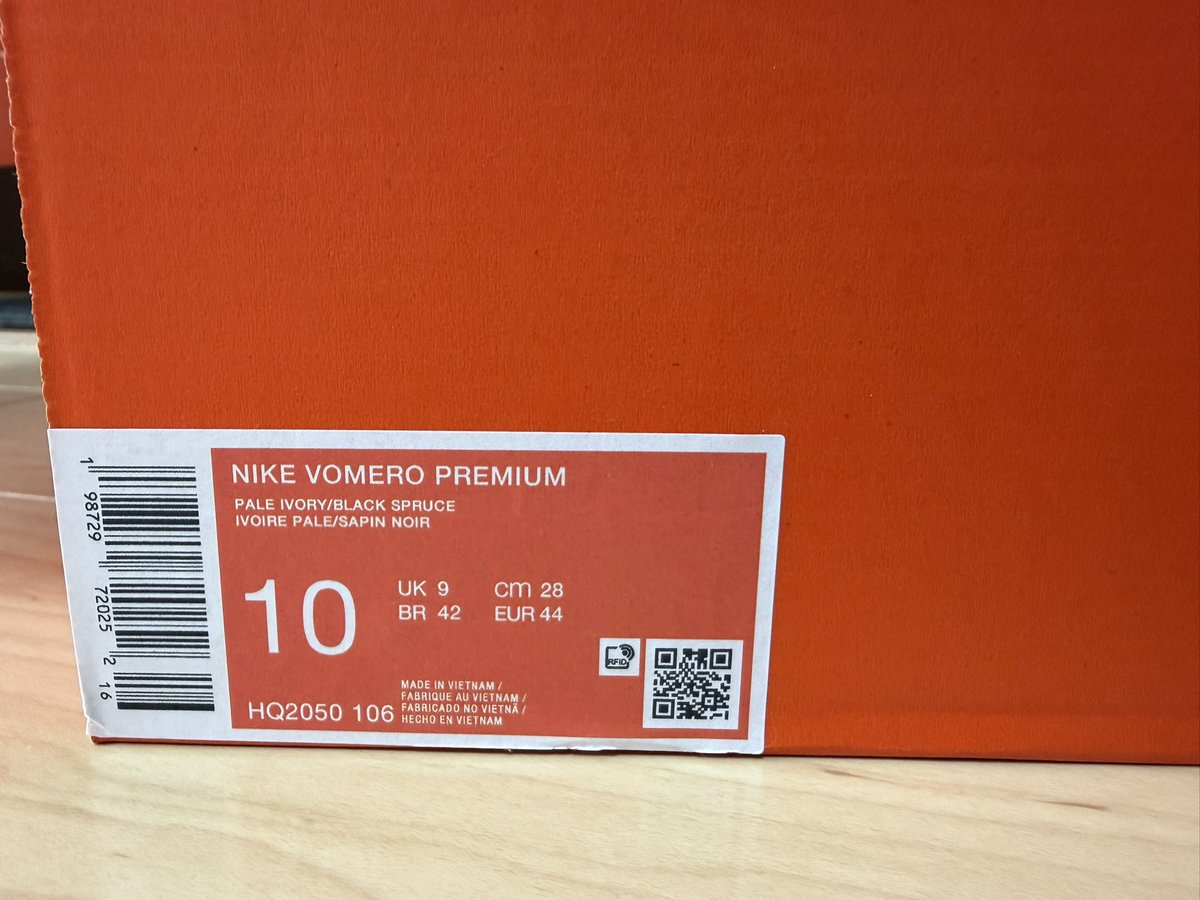 NIKE VOMERO PREMIUM
PALE IVORY/BLACK SPRUCE
IVOIRE PALE/SAPIN NOIR
10
UK 9 cm 28
BR 42 EUR 44
RFID
MADE IN VIETNAM /
FABRIQUE AU VIETNAM /
FABRICADO NO VIETNÃ /
HECHO EN VIETNAM
HQ2050 106
1 98729 72025 2 16